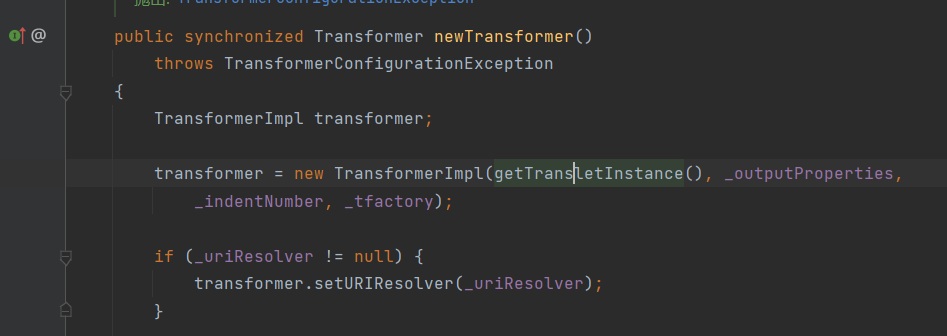 抛出: TransformerConfigurationException
@ public synchronized Transformer newTransformer()
throws TransformerConfigurationException
{
TransformerImpl transformer;
transformer = new TransformerImpl(getTransletInstance(), _outputProperties,
_indentNumber, _tfactory);
if (_uriResolver != null) {
transformer.setURIResolver(_uriResolver);
}